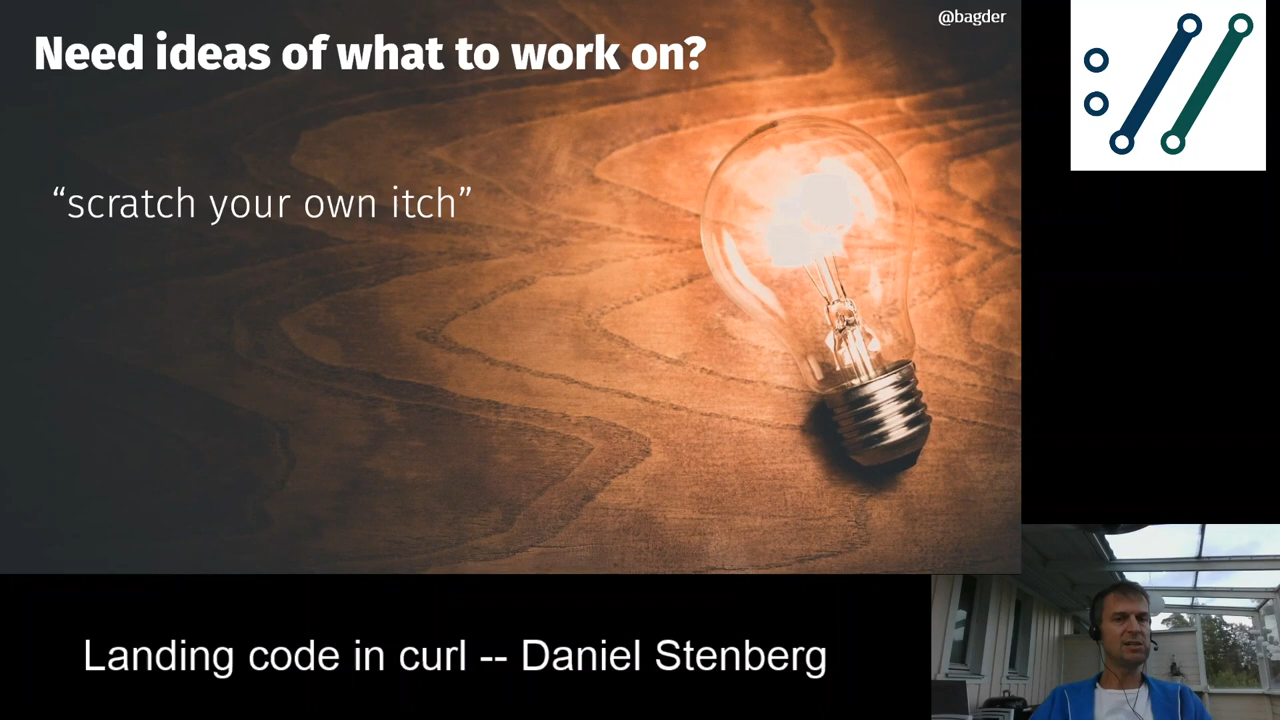 @bagder
Need ideas of what to work on?
“scratch your own itch”
Landing code in curl -- Daniel Stenberg